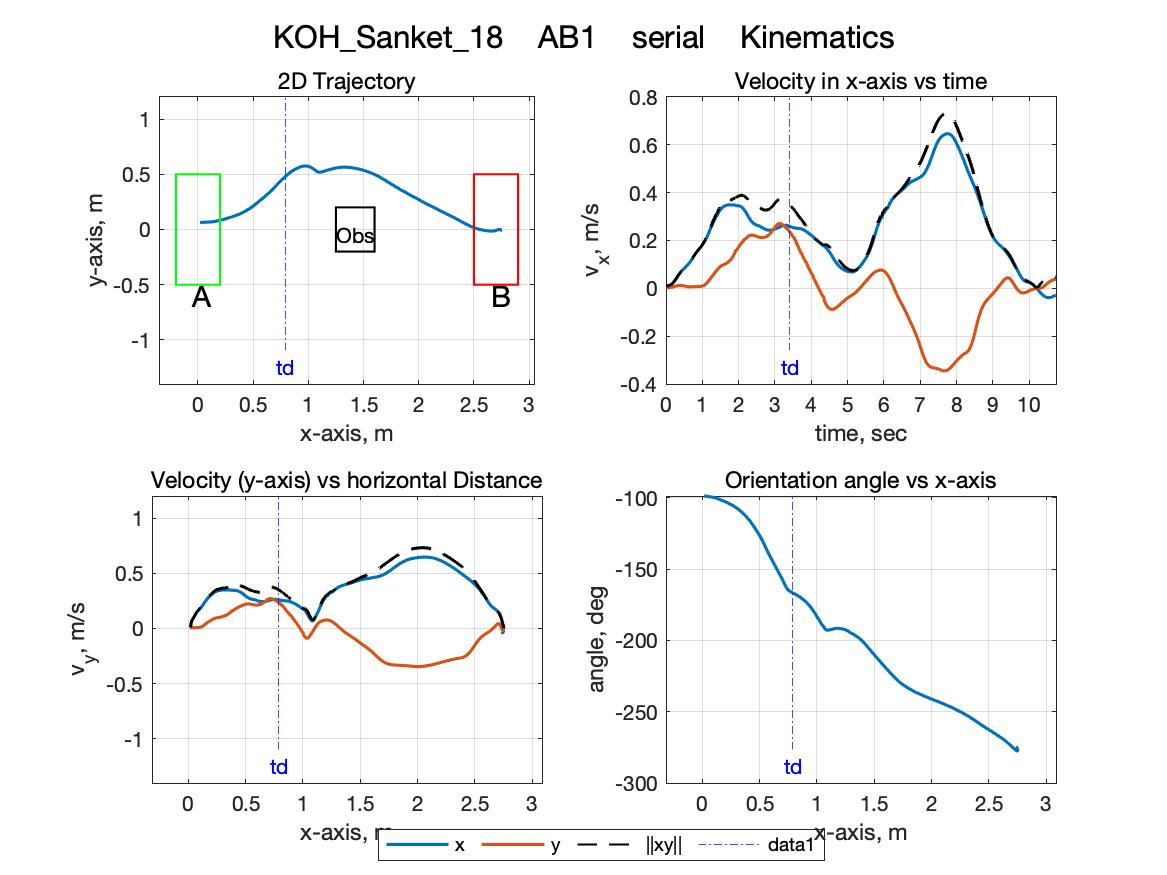 KOH_Sanket_18 AB1 serial Kinematics
2D Trajectory
y-axis, m
1
0.5
0
-0.5
-1
A
Obs
B
td
0 0.5 1 1.5 2 2.5 3
x-axis, m
Velocity in x-axis vs time
v_x, m/s
0.8
0.6
0.4
0.2
0
-0.2
-0.4
td
0 1 2 3 4 5 6 7 8 9 10
time, sec
Velocity (y-axis) vs horizontal Distance
v_y, m/s
1
0.5
0
-0.5
-1
td
0 0.5 1 1.5 2 2.5 3
x-axis, m
Orientation angle vs x-axis
angle, deg
-100
-150
-200
-250
-300
td
0 0.5 1 1.5 2 2.5 3
x-axis, m
x y ||xy|| data1